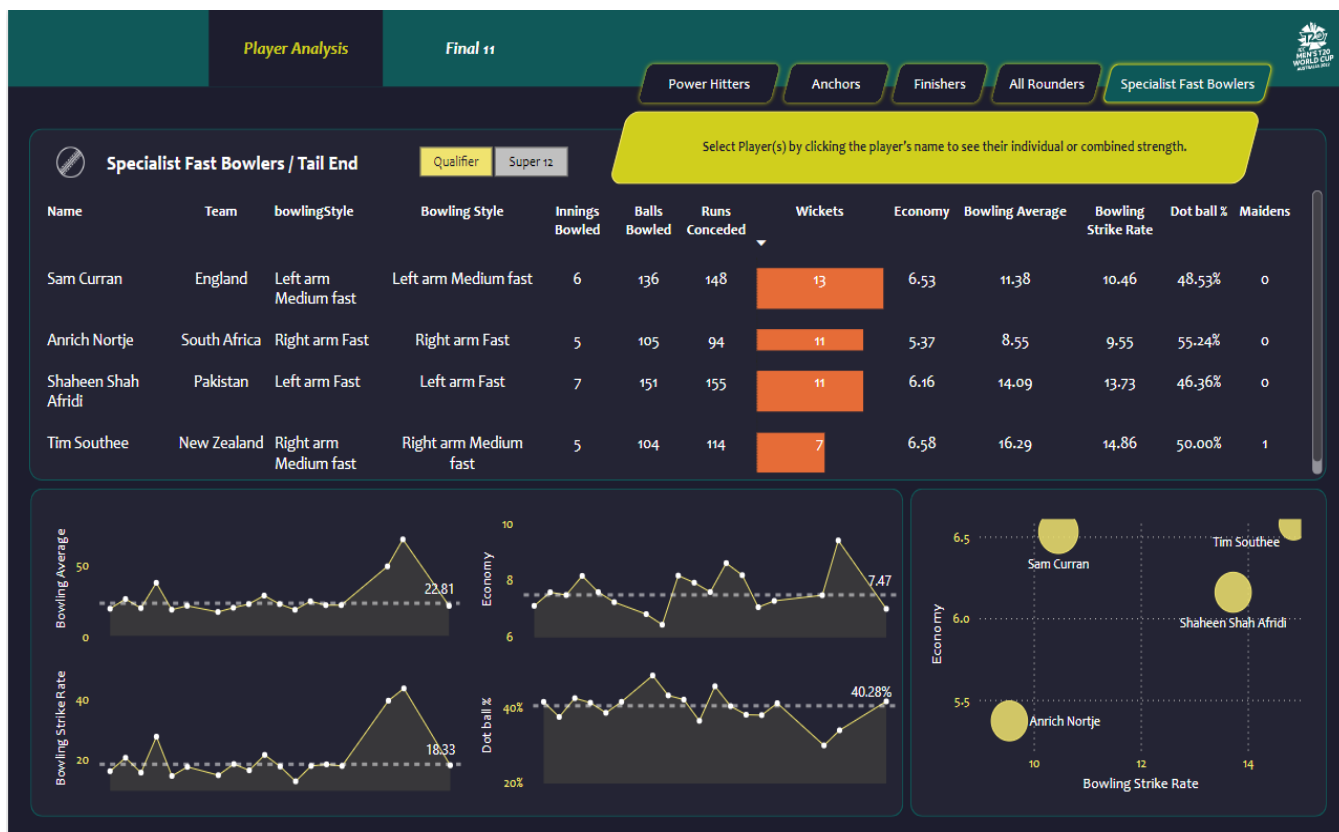 Player Analysis
Final 11
T20
ICC
MEN'S T20
WORLD CUP
AUSTRALIA 2022
Power Hitters
Anchors
Finishers
All Rounders
Specialist Fast Bowlers
Select Player(s) by clicking the player's name to see their individual or combined strength.
Specialist Fast Bowlers / Tail End
Qualifier
Super 12
Name Team bowlingStyle Bowling Style Innings Balls Runs Wickets Economy Bowling Average Bowling Dot ball % Maidens
Bowled Bowled Conceded Strike Rate
Sam Curran England Left arm Left arm Medium fast 6 136 148 13 6.53 11.38 10.46 48.53% 0
Medium fast
Anrich Nortje South Africa Right arm Fast Right arm Fast 5 105 94 11 5.37 8.55 9.55 55.24% 0
Shaheen Shah Pakistan Left arm Fast Left arm Fast 7 151 155 11 6.16 14.09 13.73 46.36% 0
Afridi
Tim Southee New Zealand Right arm Right arm Medium 5 104 114 7 6.58 16.29 14.86 50.00% 1
Medium fast fast
Bowling Average
50
0
22.81
Economy
10
8
6
7.47
Bowling Strike Rate
40
20
18.33
Dot ball %
40%
20%
40.28%
Economy
6.5
6.0
5.5
Sam Curran
Tim Southee
Shaheen Shah Afridi
Anrich Nortje
10 12 14
Bowling Strike Rate